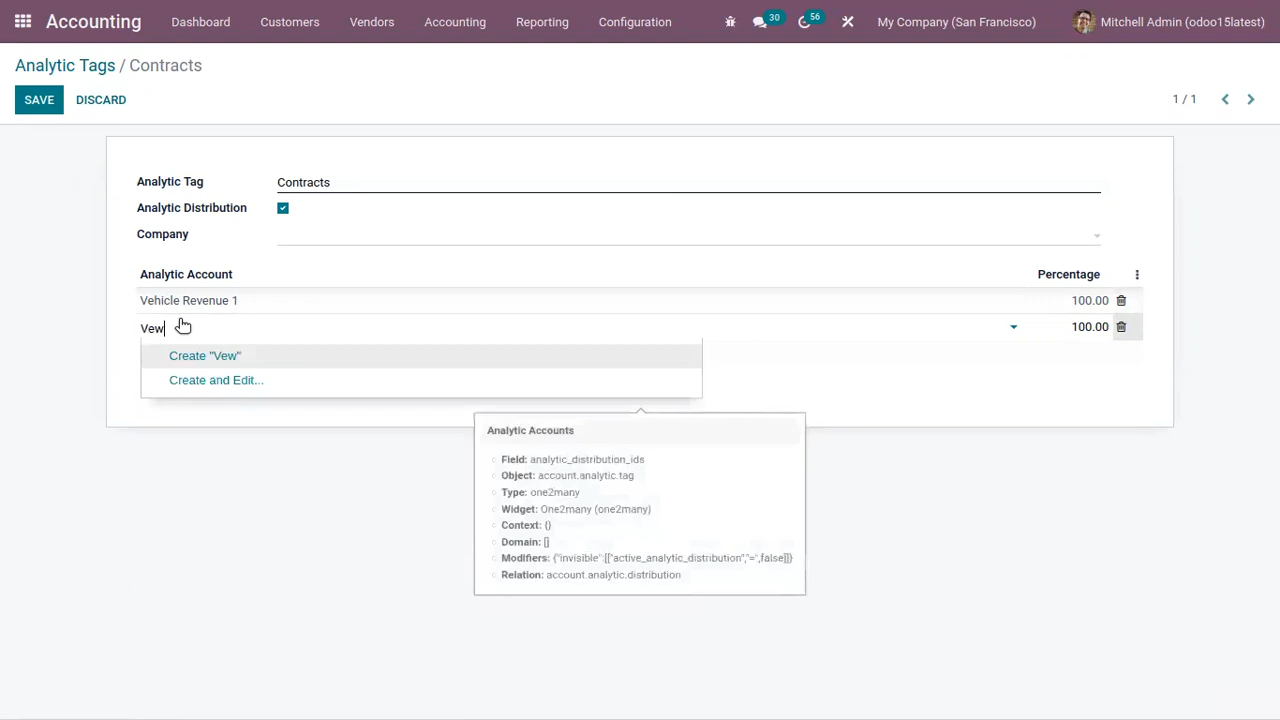 Accounting Dashboard Customers Vendors Accounting Reporting Configuration 30 56 My Company (San Francisco) Mitchell Admin (odoo15latest)
Analytic Tags / Contracts
SAVE DISCARD 1 / 1
Analytic Tag Contracts
Analytic Distribution
Company
Analytic Account Percentage
Vehicle Revenue 1 100.00
Vew 100.00
Create "Vew"
Create and Edit...
Analytic Accounts
Field: analytic_distribution_ids
Object: account.analytic.tag
Type: one2many
Widget: One2many (one2many)
Context: {}
Domain: []
Modifiers: {"invisible":[["active_analytic_distribution","=",false]]}
Relation: account.analytic.distribution